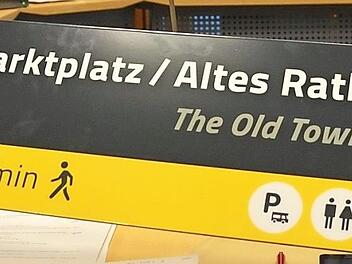 arktplatz / Altes Rath
The Old Town
min
P